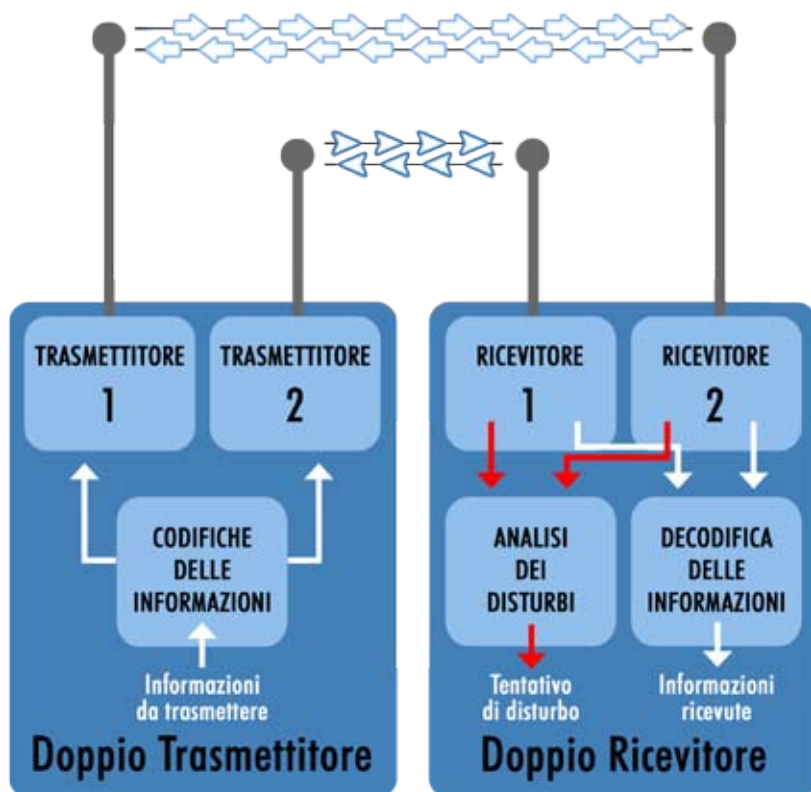 TRASMETTITORE
1
TRASMETTITORE
2
CODIFICHE
DELLE
INFORMAZIONI
Informazioni
da trasmettere
Doppio Trasmettitore
RICEVITORE
1
RICEVITORE
2
ANALISI
DEI
DISTURBI
DECODIFICA
DELLE
INFORMAZIONI
Tentativo
di disturbo
Informazioni
ricevute
Doppio Ricevitore